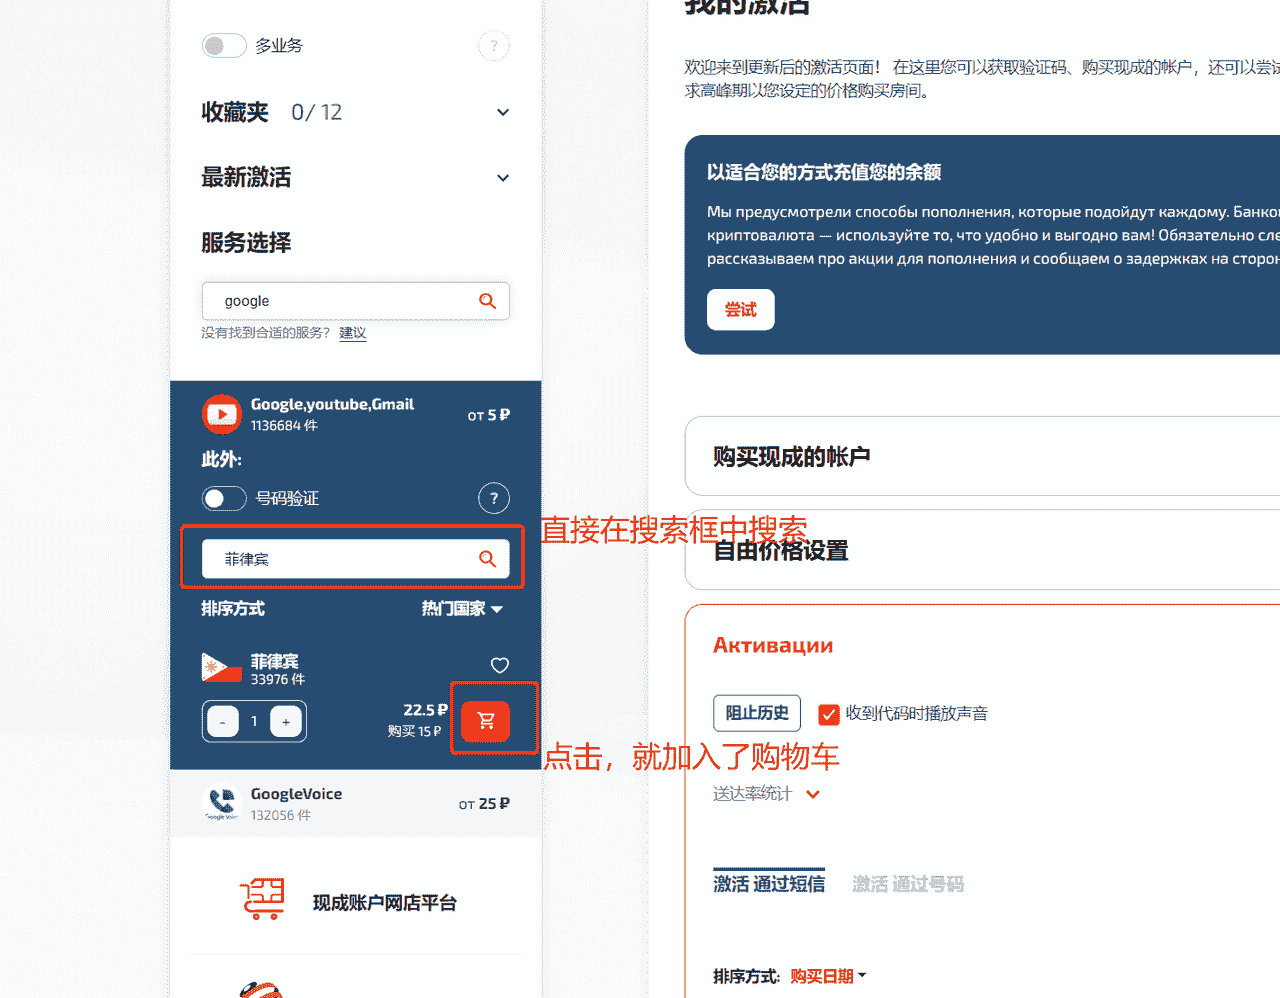 多业务
?
收藏夹 0/ 12
最新激活
服务选择
google
没有找到合适的服务? 建议
Google,youtube,Gmail
1136684 件
от 5 ₽
此外:
号码验证
?
菲律宾
直接在搜索框中搜索
排序方式
热门国家
菲律宾
33976 件
- 1 +
22.5 ₽
购买 15 ₽
点击，就加入了购物车
GoogleVoice
132056 件
от 25 ₽
现成账户网店平台
我的激活
欢迎来到更新后的激活页面！ 在这里您可以获取验证码、购买现成的帐户，还可以尝试
求高峰期以您设定的价格购买房间。
以适合您的方式充值您的余额
Мы предусмотрели способы пополнения, которые подойдут каждому. Банко
криптовалюта — используйте то, что удобно и выгодно вам! Обязательно сле
рассказываем про акции для пополнения и сообщаем о задержках на сторон
尝试
购买现成的帐户
自由价格设置
Активации
阻止历史
收到代码时播放声音
送达率统计
激活 通过短信
激活 通过号码
排序方式: 购买日期